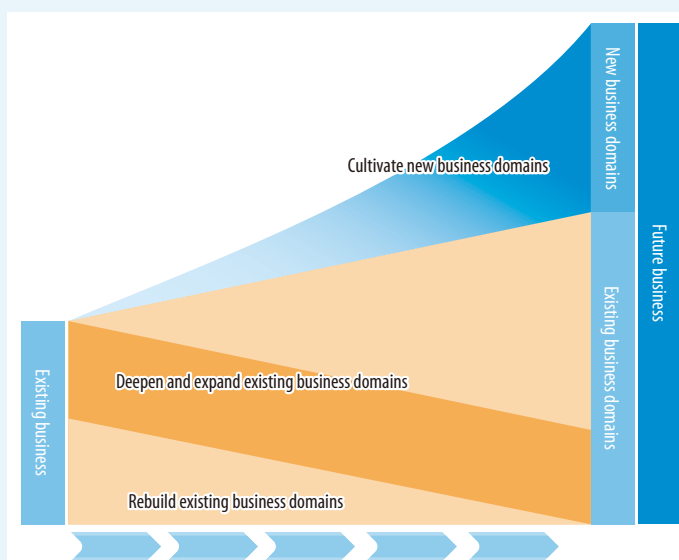 Cultivate new business domains
Deepen and expand existing business domains
Rebuild existing business domains
Existing business
New business domains
Existing business domains
Future business